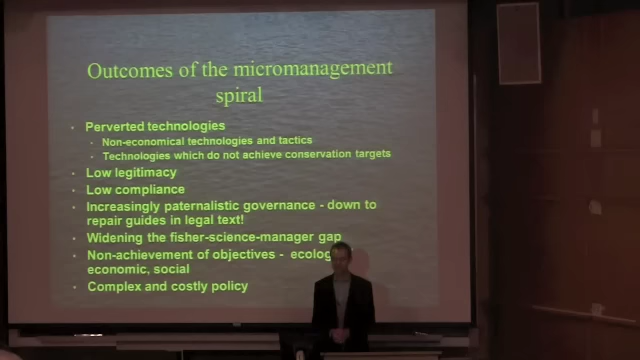 Outcomes of the micromanagement
spiral
Perverted technologies
Non-economical technologies and tactics
Technologies which do not achieve conservation targets
Low legitimacy
Low compliance
Increasingly paternalistic governance - down to
repair guides in legal text!
Widening the fisher-science-manager gap
Non-achievement of objectives - ecolog
economic, social
Complex and costly policy